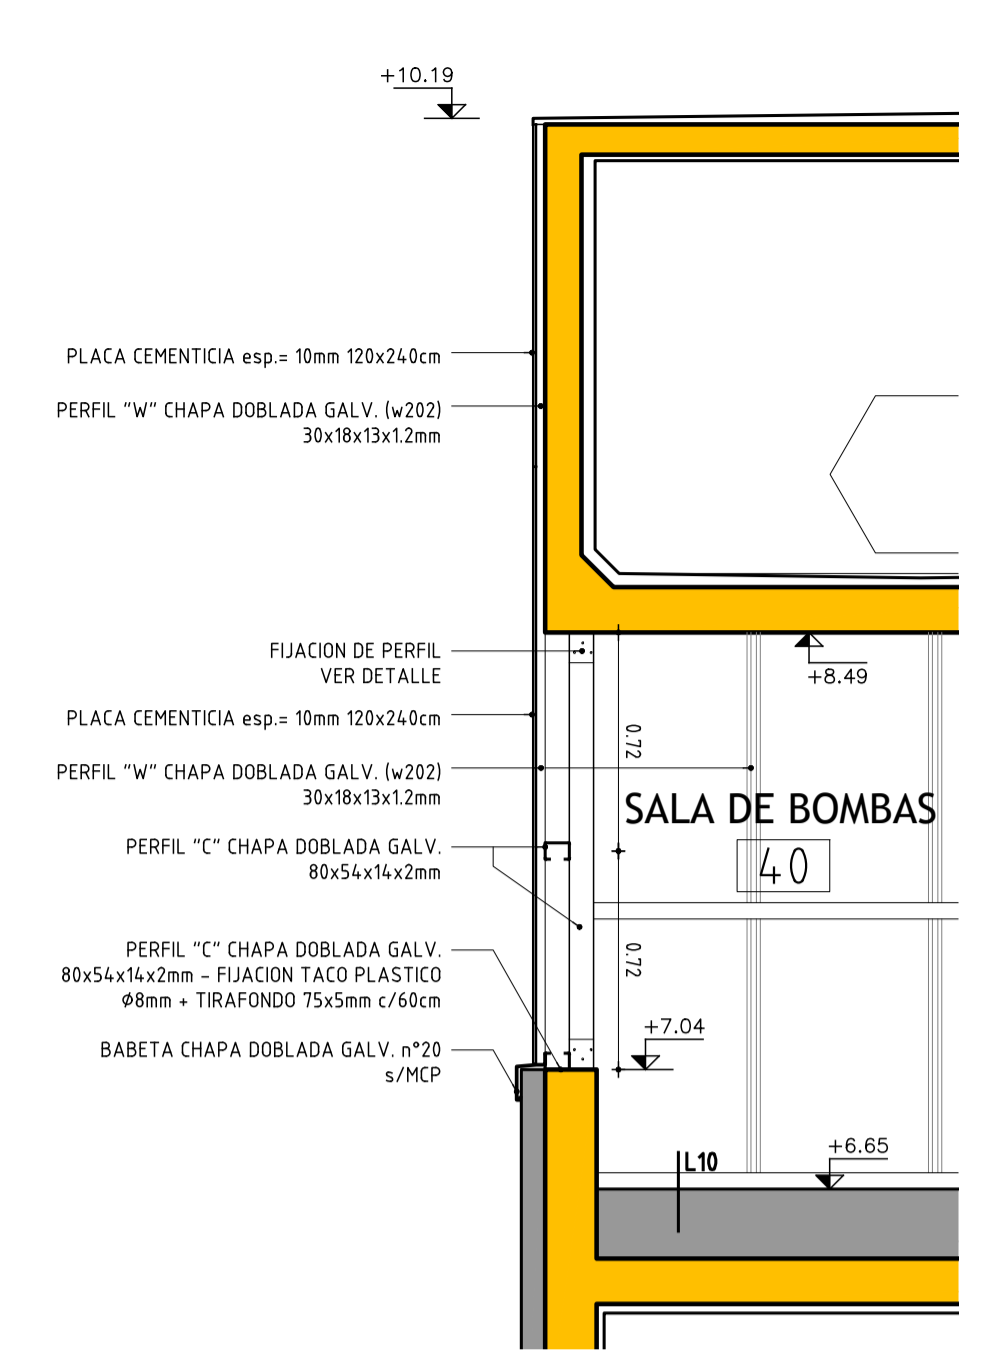 +10.19
PLACA CEMENTICIA esp.= 10mm 120x240cm
PERFIL "W" CHAPA DOBLADA GALV. (w202)
30x18x13x1.2mm
FIJACION DE PERFIL
VER DETALLE
+8.49
PLACA CEMENTICIA esp.= 10mm 120x240cm
0.72
PERFIL "W" CHAPA DOBLADA GALV. (w202)
30x18x13x1.2mm
SALA DE BOMBAS
40
PERFIL "C" CHAPA DOBLADA GALV.
80x54x14x2mm
PERFIL "C" CHAPA DOBLADA GALV.
80x54x14x2mm – FIJACION TACO PLASTICO
Ø8mm + TIRAFONDO 75x5mm c/60cm
0.72
+7.04
BABETA CHAPA DOBLADA GALV. n°20
s/MCP
+6.65
L10